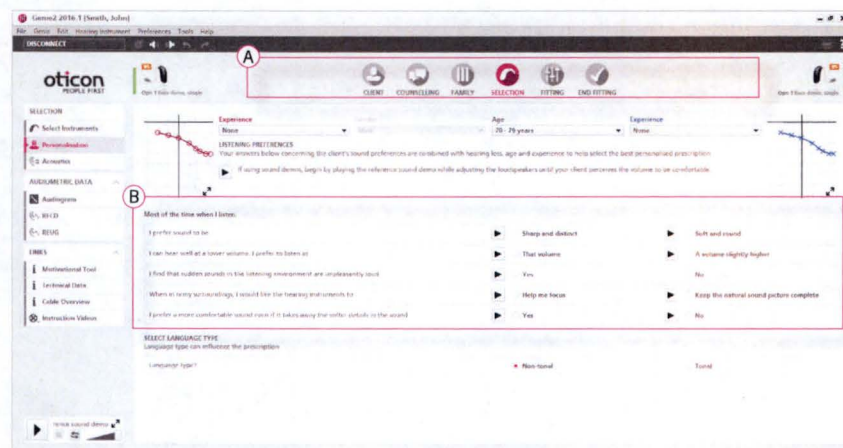 Genie2 2016.1 (Smith, John)
File Genie Edit Hearing Instrument Preferences Tools Help
DISCONNECT
A
oticon
PEOPLE FIRST
CLIENT COUNSELLING FAMILY SELECTION FITTING END FITTING
SELECTION
Select Instruments
Personalisation
Acoustics
AUDIOMETRIC DATA
Audiogram
RECD
REUG
LINKS
Motivational Tool
Technical Data
Cable Overview
Instruction Videos
Experience
None
Age
70 - 79 years
Experience
None
LISTENING PREFERENCES
Your answers below concerning the client's sound preferences are combined with hearing loss, age and experience to help select the best personalised prescription
If using sound demos, begin by playing the reference sound demo while adjusting the loudspeakers until your client perceives the volume to be comfortable
B
Most of the time when I listen,
I prefer sound to be Sharp and distinct Soft and round
I can hear well at a lower volume. I prefer to listen at That volume A volume slightly higher
I find that sudden sounds in the listening environment are unpleasantly loud Yes No
When in noisy surroundings, I would like the hearing instruments to Help me focus Keep the natural sound picture complete
I prefer a more comfortable sound even if it takes away the softer details in the sound Yes No
SELECT LANGUAGE TYPE
Language type can influence the prescription
Language type? Non-tonal Tonal
sound demo